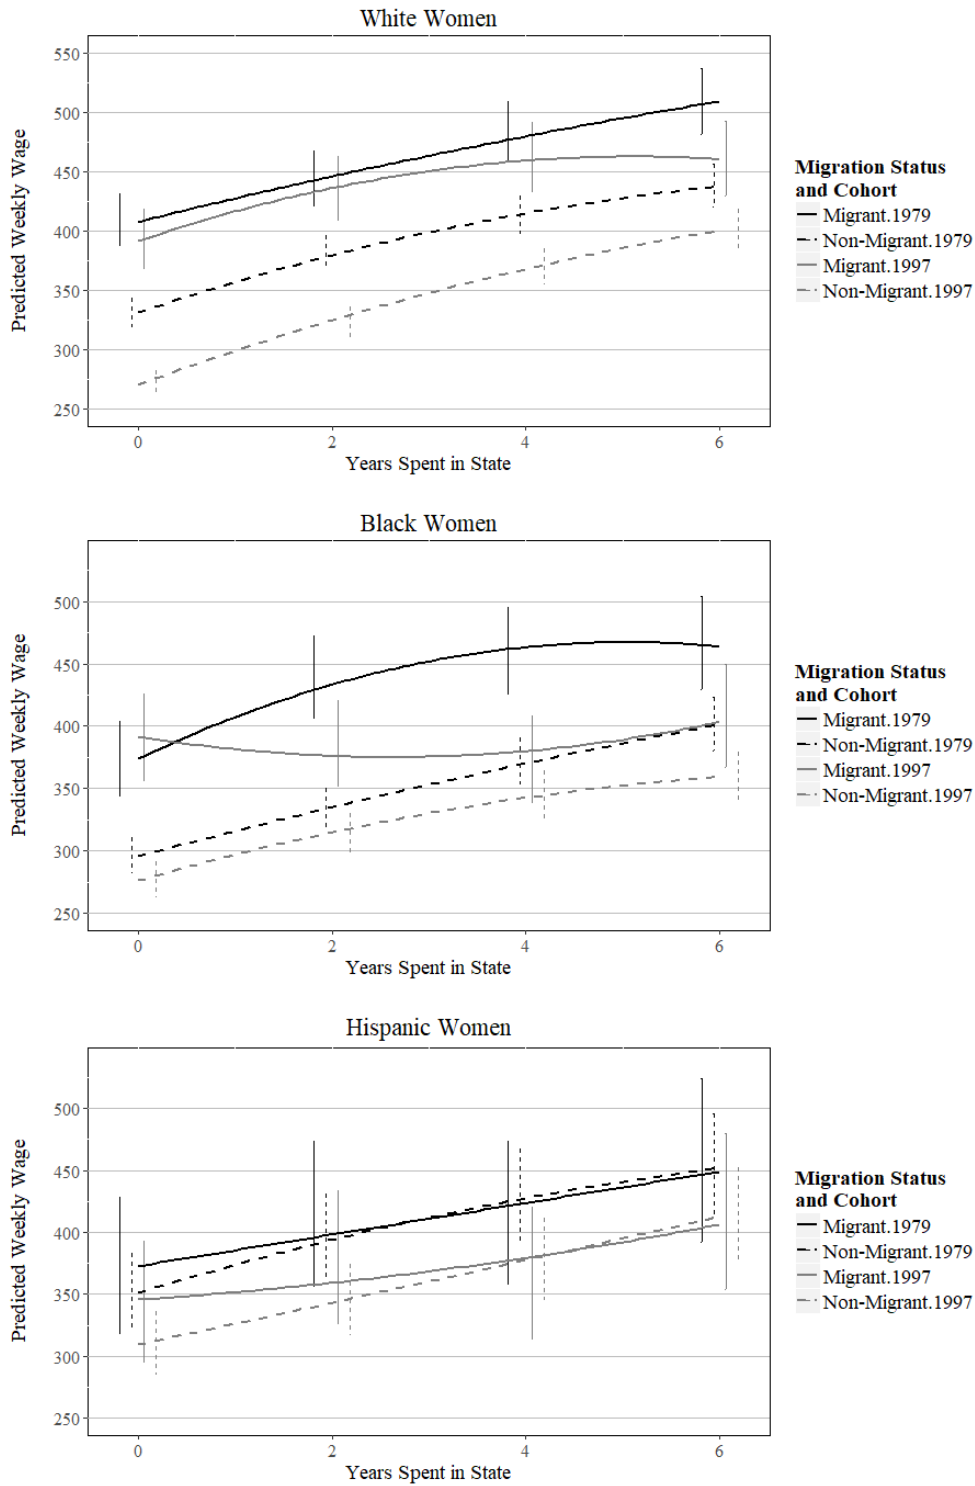 White Women
550
500
450
400
350
300
250
Predicted Weekly Wage
0 2 4 6
Years Spent in State
Migration Status
and Cohort
Migrant.1979
Non-Migrant.1979
Migrant.1997
Non-Migrant.1997
Black Women
500
450
400
350
300
250
Predicted Weekly Wage
0 2 4 6
Years Spent in State
Migration Status
and Cohort
Migrant.1979
Non-Migrant.1979
Migrant.1997
Non-Migrant.1997
Hispanic Women
500
450
400
350
300
250
Predicted Weekly Wage
0 2 4 6
Years Spent in State
Migration Status
and Cohort
Migrant.1979
Non-Migrant.1979
Migrant.1997
Non-Migrant.1997